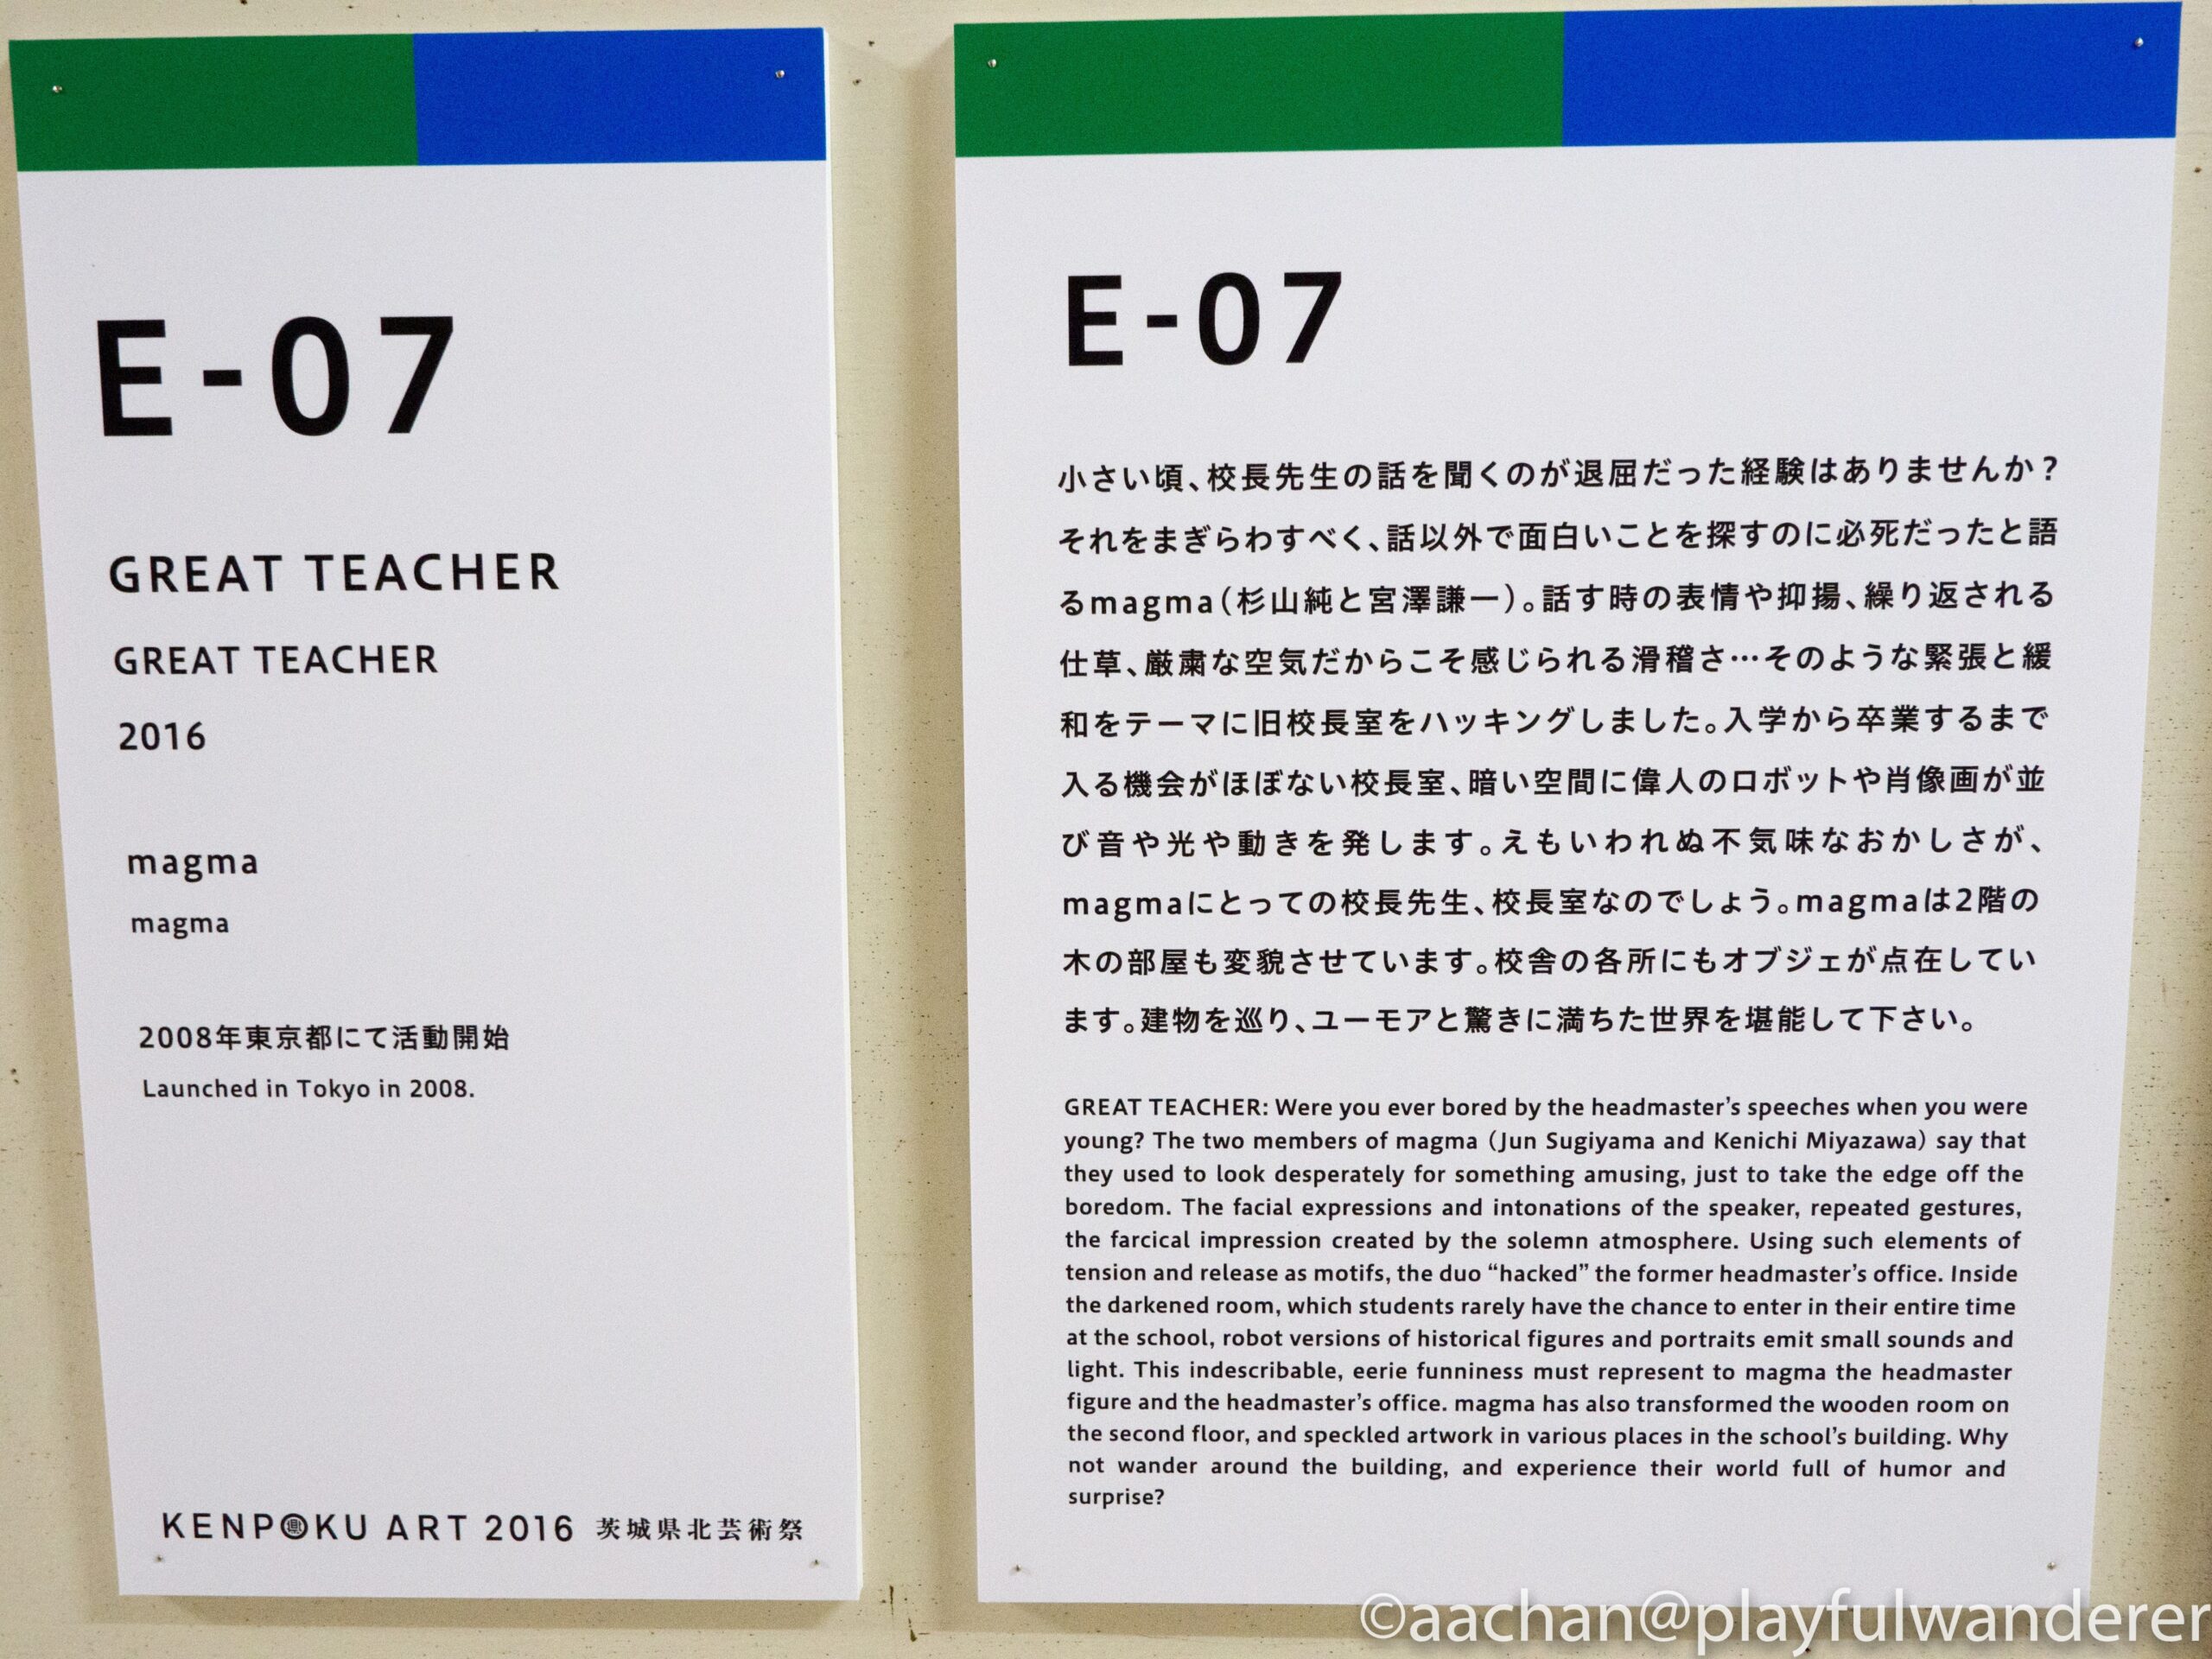 E-07
GREAT TEACHER
GREAT TEACHER
2016
magma
magma
2008年東京都にて活動開始
Launched in Tokyo in 2008.
KENPOKU ART 2016 茨城県北芸術祭
E-07
小さい頃、校長先生の話を聞くのが退屈だった経験はありませんか？
それをまぎらわすべく、話以外で面白いことを探すのに必死だったと語
るmagma（杉山純と宮澤謙一）。話す時の表情や抑揚、繰り返される
仕草、厳粛な空気だからこそ感じられる滑稽さ…そのような緊張と緩
和をテーマに旧校長室をハッキングしました。入学から卒業するまで
入る機会がほぼない校長室、暗い空間に偉人のロボットや肖像画が並
び音や光や動きを発します。えもいわれぬ不気味なおかしさが、
magmaにとっての校長先生、校長室なのでしょう。magmaは2階の
木の部屋も変貌させています。校舎の各所にもオブジェが点在してい
ます。建物を巡り、ユーモアと驚きに満ちた世界を堪能して下さい。
GREAT TEACHER: Were you ever bored by the headmaster’s speeches when you were
young? The two members of magma (Jun Sugiyama and Kenichi Miyazawa) say that
they used to look desperately for something amusing, just to take the edge off the
boredom. The facial expressions and intonations of the speaker, repeated gestures,
the farcical impression created by the solemn atmosphere. Using such elements of
tension and release as motifs, the duo “hacked” the former headmaster’s office. Inside
the darkened room, which students rarely have the chance to enter in their entire time
at the school, robot versions of historical figures and portraits emit small sounds and
light. This indescribable, eerie funniness must represent to magma the headmaster
figure and the headmaster’s office. magma has also transformed the wooden room on
the second floor, and speckled artwork in various places in the school’s building. Why
not wander around the building, and experience their world full of humor and
surprise?
©aachan@playfulwanderer